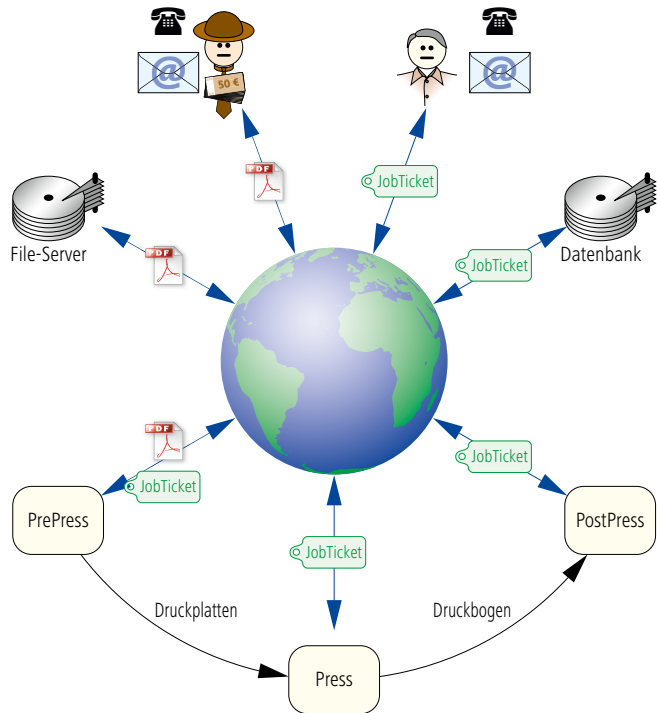 @
50 €
@
PDF
JobTicket
File-Server
PDF
JobTicket
Datenbank
PDF
JobTicket
JobTicket
PrePress
JobTicket
PostPress
Druckplatten
Druckbogen
Press